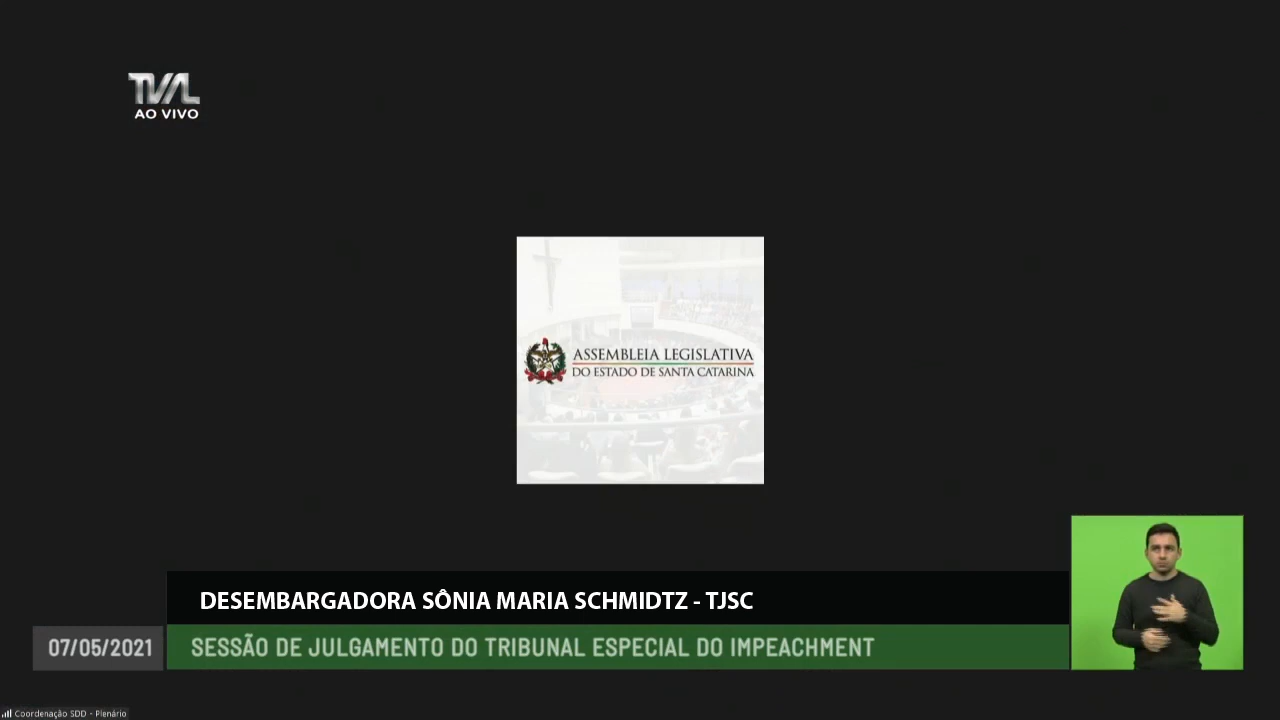 TVAL
AO VIVO
ASSEMBLEIA LEGISLATIVA
DO ESTADO DE SANTA CATARINA
DESEMBARGADORA SÔNIA MARIA SCHMIDTZ - TJSC
07/05/2021
SESSÃO DE JULGAMENTO DO TRIBUNAL ESPECIAL DO IMPEACHMENT
Coordenação SDD - Plenário